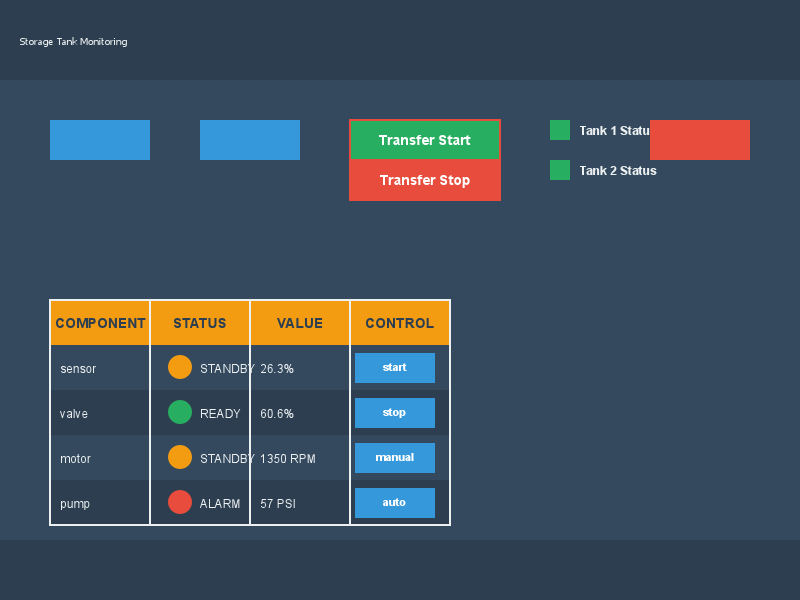 Storage Tank Monitoring
Transfer Start
Transfer Stop
Tank 1 Statu
Tank 2 Status
COMPONENT STATUS VALUE CONTROL
sensor STANDBY 26.3% start
valve READY 60.6% stop
motor STANDBY 1350 RPM manual
pump ALARM 57 PSI auto